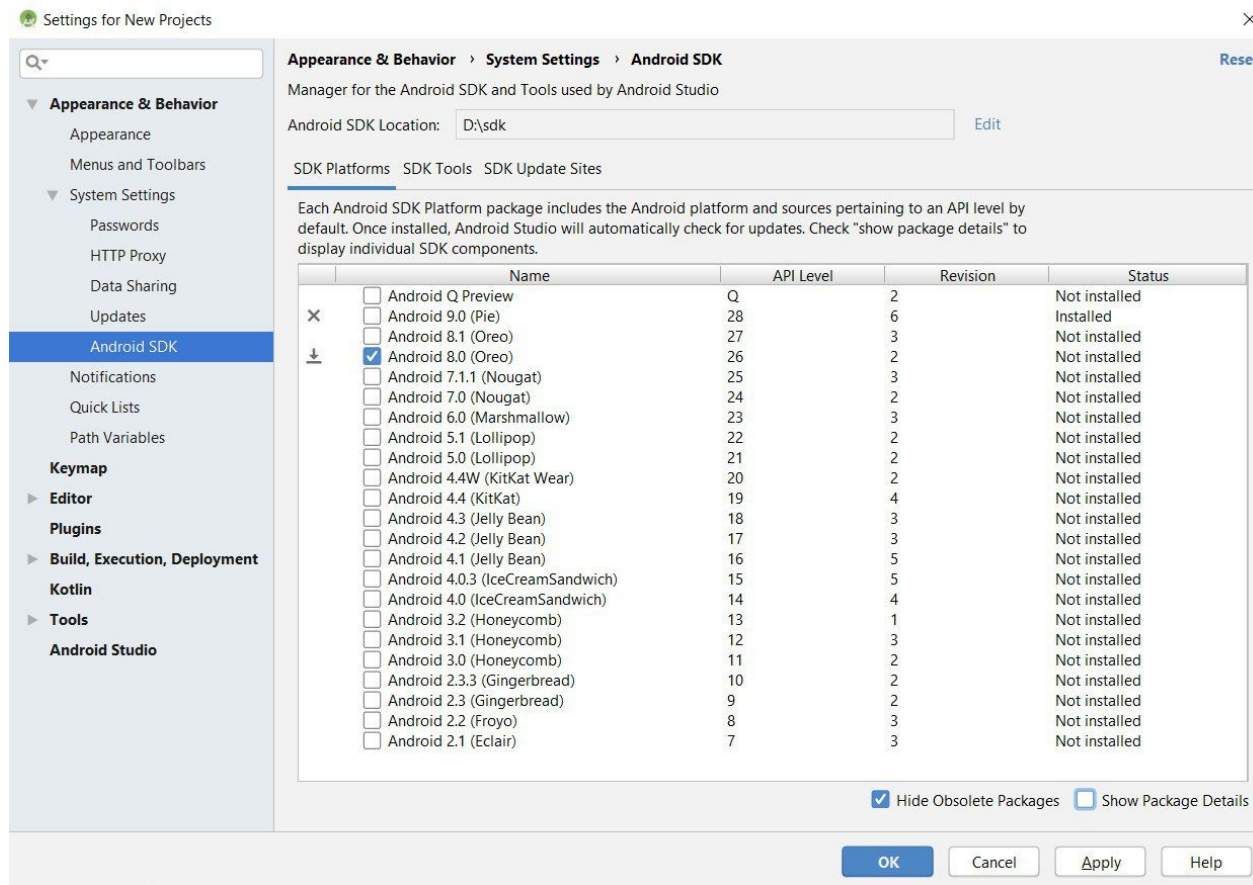 Settings for New Projects
Appearance & Behavior
Appearance
Menus and Toolbars
System Settings
Passwords
HTTP Proxy
Data Sharing
Updates
Android SDK
Notifications
Quick Lists
Path Variables
Keymap
Editor
Plugins
Build, Execution, Deployment
Kotlin
Tools
Android Studio
Appearance & Behavior › System Settings › Android SDK Rese
Manager for the Android SDK and Tools used by Android Studio
Android SDK Location: D:\sdk Edit
SDK Platforms SDK Tools SDK Update Sites
Each Android SDK Platform package includes the Android platform and sources pertaining to an API level by
default. Once installed, Android Studio will automatically check for updates. Check "show package details" to
display individual SDK components.
Name API Level Revision Status
Android Q Preview Q 2 Not installed
Android 9.0 (Pie) 28 6 Installed
Android 8.1 (Oreo) 27 3 Not installed
Android 8.0 (Oreo) 26 2 Not installed
Android 7.1.1 (Nougat) 25 3 Not installed
Android 7.0 (Nougat) 24 2 Not installed
Android 6.0 (Marshmallow) 23 3 Not installed
Android 5.1 (Lollipop) 22 2 Not installed
Android 5.0 (Lollipop) 21 2 Not installed
Android 4.4W (KitKat Wear) 20 2 Not installed
Android 4.4 (KitKat) 19 4 Not installed
Android 4.3 (Jelly Bean) 18 3 Not installed
Android 4.2 (Jelly Bean) 17 3 Not installed
Android 4.1 (Jelly Bean) 16 5 Not installed
Android 4.0.3 (IceCreamSandwich) 15 5 Not installed
Android 4.0 (IceCreamSandwich) 14 4 Not installed
Android 3.2 (Honeycomb) 13 1 Not installed
Android 3.1 (Honeycomb) 12 3 Not installed
Android 3.0 (Honeycomb) 11 2 Not installed
Android 2.3.3 (Gingerbread) 10 2 Not installed
Android 2.3 (Gingerbread) 9 2 Not installed
Android 2.2 (Froyo) 8 3 Not installed
Android 2.1 (Eclair) 7 3 Not installed
Hide Obsolete Packages Show Package Details
OK Cancel Apply Help